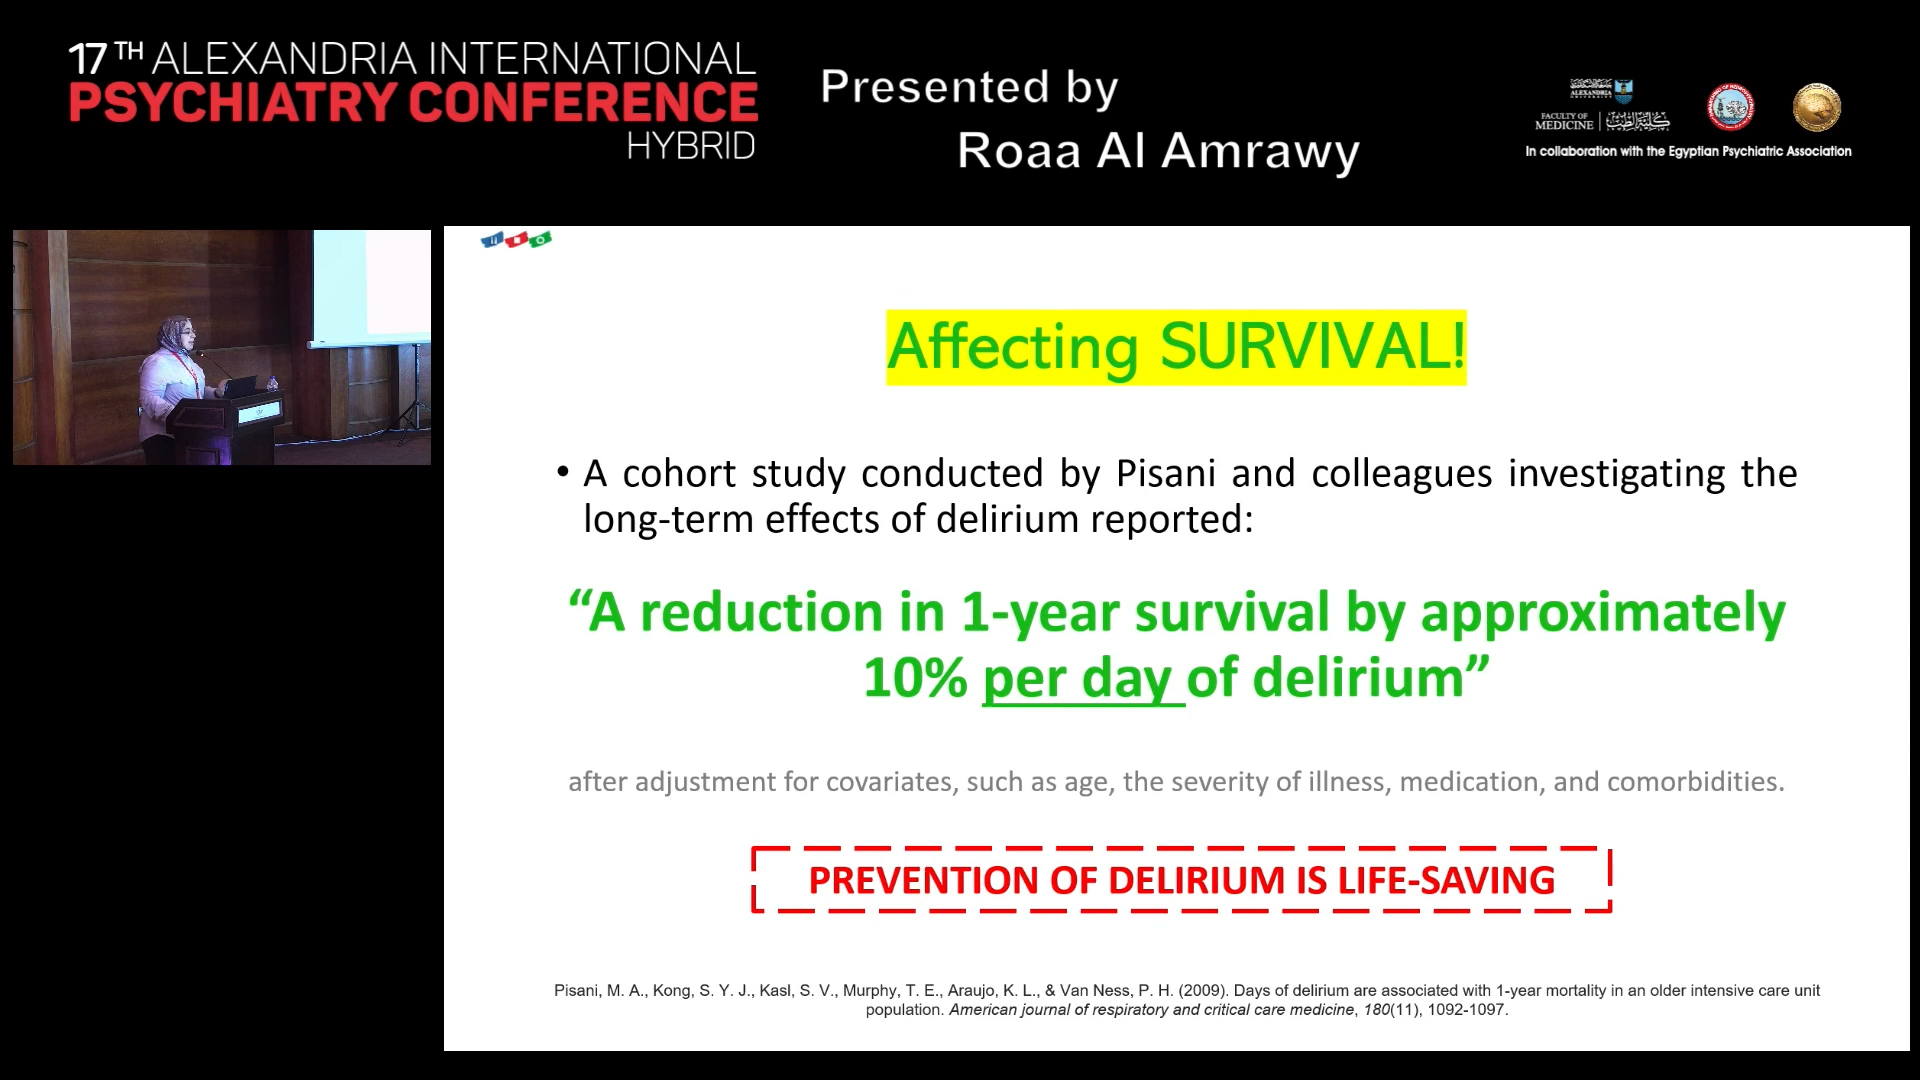 17TH ALEXANDRIA INTERNATIONAL
PSYCHIATRY CONFERENCE
HYBRID
Presented by
Roaa Al Amrawy
ALEXANDRIA
FACULTY OF
MEDICINE
كلية الطب
In collaboration with the Egyptian Psychiatric Association
Affecting SURVIVAL!
• A cohort study conducted by Pisani and colleagues investigating the
long-term effects of delirium reported:
“A reduction in 1-year survival by approximately
10% per day of delirium”
after adjustment for covariates, such as age, the severity of illness, medication, and comorbidities.
PREVENTION OF DELIRIUM IS LIFE-SAVING
Pisani, M. A., Kong, S. Y. J., Kasl, S. V., Murphy, T. E., Araujo, K. L., & Van Ness, P. H. (2009). Days of delirium are associated with 1-year mortality in an older intensive care unit
population. American journal of respiratory and critical care medicine, 180(11), 1092-1097.